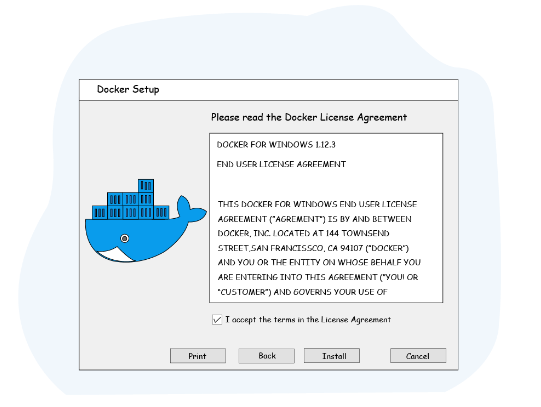 Docker Setup
Please read the Docker License Agreement
DOCKER FOR WINDOWS 1.12.3
END USER LICENSE AGREEMENT
THIS DOCKER FOR WINDOWS END USER LICENSE
AGREEMENT ("AGREEMENT") IS BY AND BETWEEN
DOCKER, INC. LOCATED AT 144 TOWNSEND
STREET,SAN FRANCISSCO, CA 94107 ("DOCKER")
AND YOU OR THE ENTITY ON WHOSE BEHALF YOU
ARE ENTERING INTO THIS AGREEMENT ("YOU! OR
"CUSTOMER") AND GOVERNS YOUR USE OF
I accept the terms in the License Agreement
Print
Back
Install
Cancel